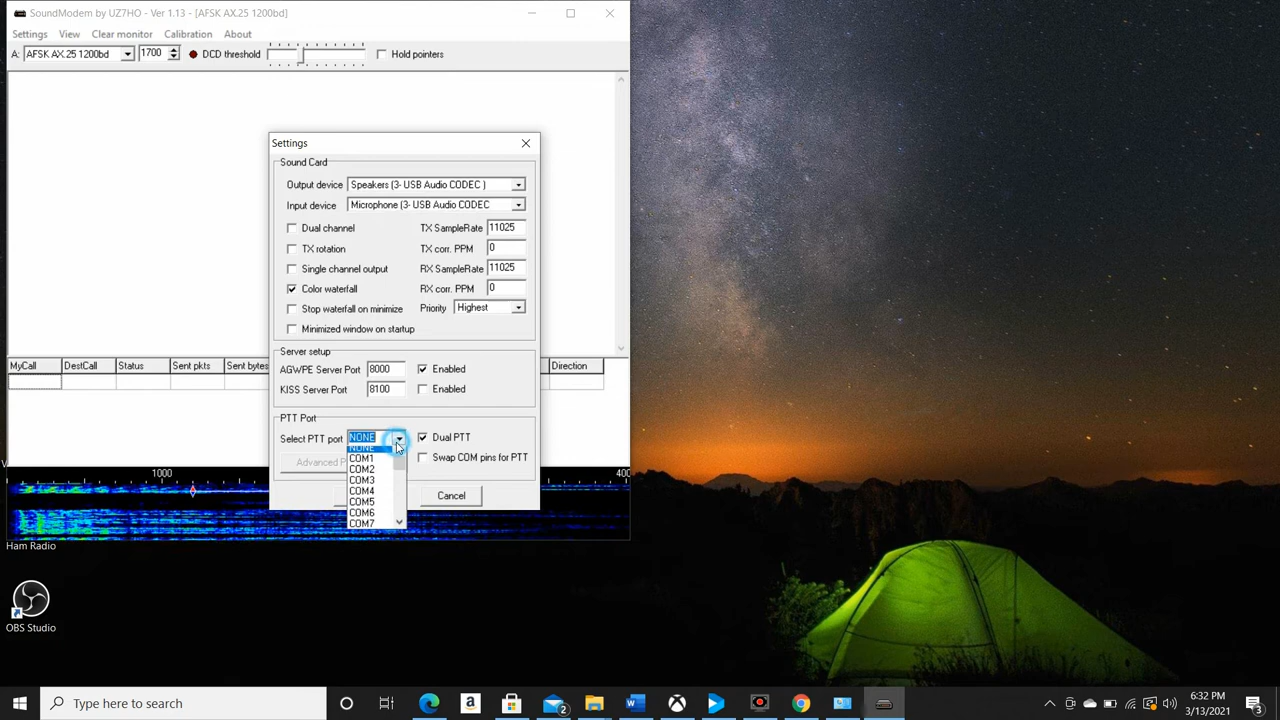 SoundModem by UZ7HO - Ver 1.13 - [AFSK AX.25 1200bd]
Settings View Clear monitor Calibration About
A: AFSK AX.25 1200bd 1700 DCD threshold Hold pointers
Settings
Sound Card
Output device Speakers (3- USB Audio CODEC )
Input device Microphone (3- USB Audio CODEC
Dual channel TX SampleRate 11025
TX rotation TX corr. PPM 0
Single channel output RX SampleRate 11025
Color waterfall RX corr. PPM 0
Stop waterfall on minimize Priority Highest
Minimized window on startup
Server setup
MyCall DestCall Status Sent pkts Sent bytes Direction
AGWPE Server Port 8000 Enabled
KISS Server Port 8100 Enabled
PTT Port
Select PTT port NONE Dual PTT
NONE
COM1 Swap COM pins for PTT
Advanced P
COM2
COM3
COM4
COM5
COM6
COM7
Cancel
1000 400
Ham Radio
OBS Studio
Type here to search
2
6:32 PM
3/13/2021
3